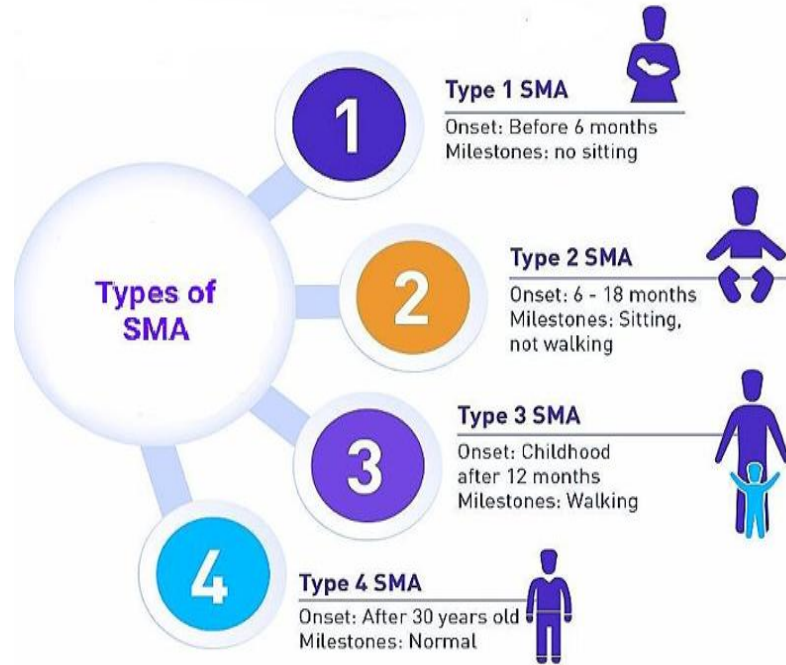 Types of
SMA
1
Type 1 SMA
Onset: Before 6 months
Milestones: no sitting
2
Type 2 SMA
Onset: 6 - 18 months
Milestones: Sitting,
not walking
3
Type 3 SMA
Onset: Childhood
after 12 months
Milestones: Walking
4
Type 4 SMA
Onset: After 30 years old
Milestones: Normal